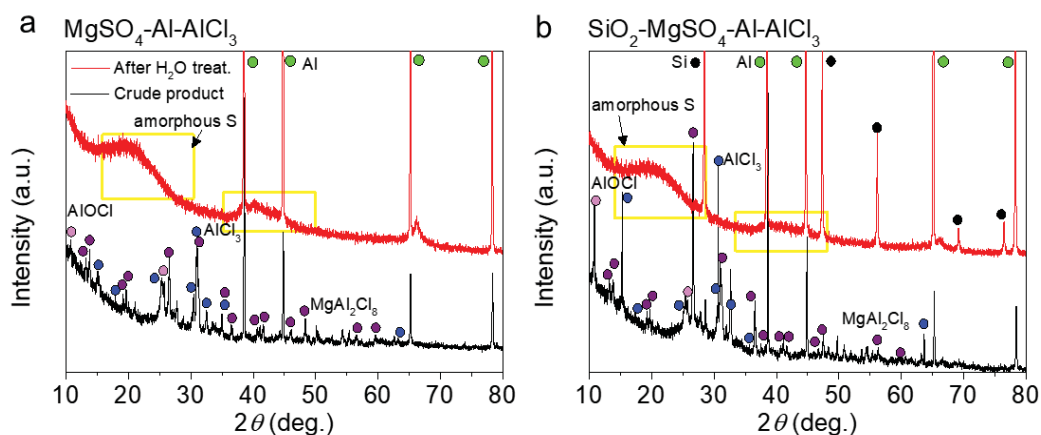 a MgSO₄-Al-AlCl₃
After H₂O treat.
Crude product
Al
amorphous S
AlOCl
AlCl₃
MgAl₂Cl₈
Intensity (a.u.)
10 20 30 40 50 60 70 80
2θ (deg.)
b SiO₂-MgSO₄-Al-AlCl₃
Si
Al
amorphous S
AlOCl
AlCl₃
MgAl₂Cl₈
Intensity (a.u.)
10 20 30 40 50 60 70 80
2θ (deg.)